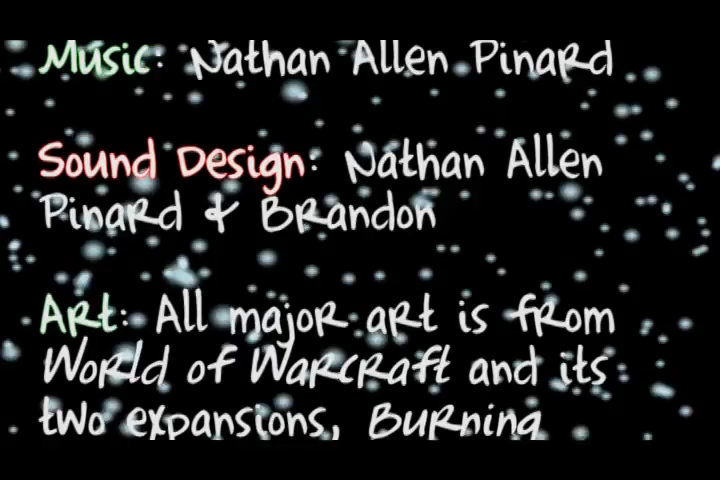 Music: Nathan Allen Pinard
Sound Design: Nathan Allen
Pinard & Brandon
Art: All major art is from
World of Warcraft and its
two expansions, Burning